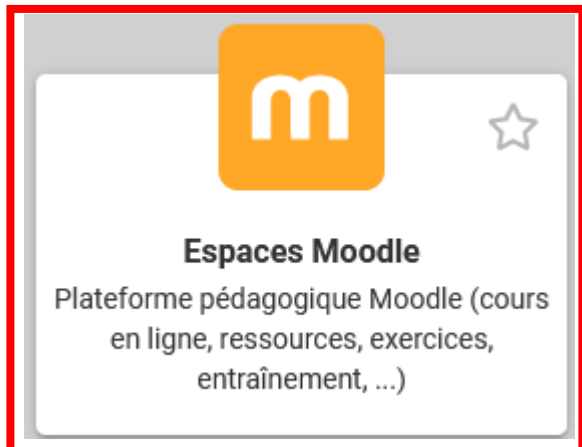 m
Espaces Moodle
Plateforme pédagogique Moodle (cours
en ligne, ressources, exercices,
entraînement, ...)